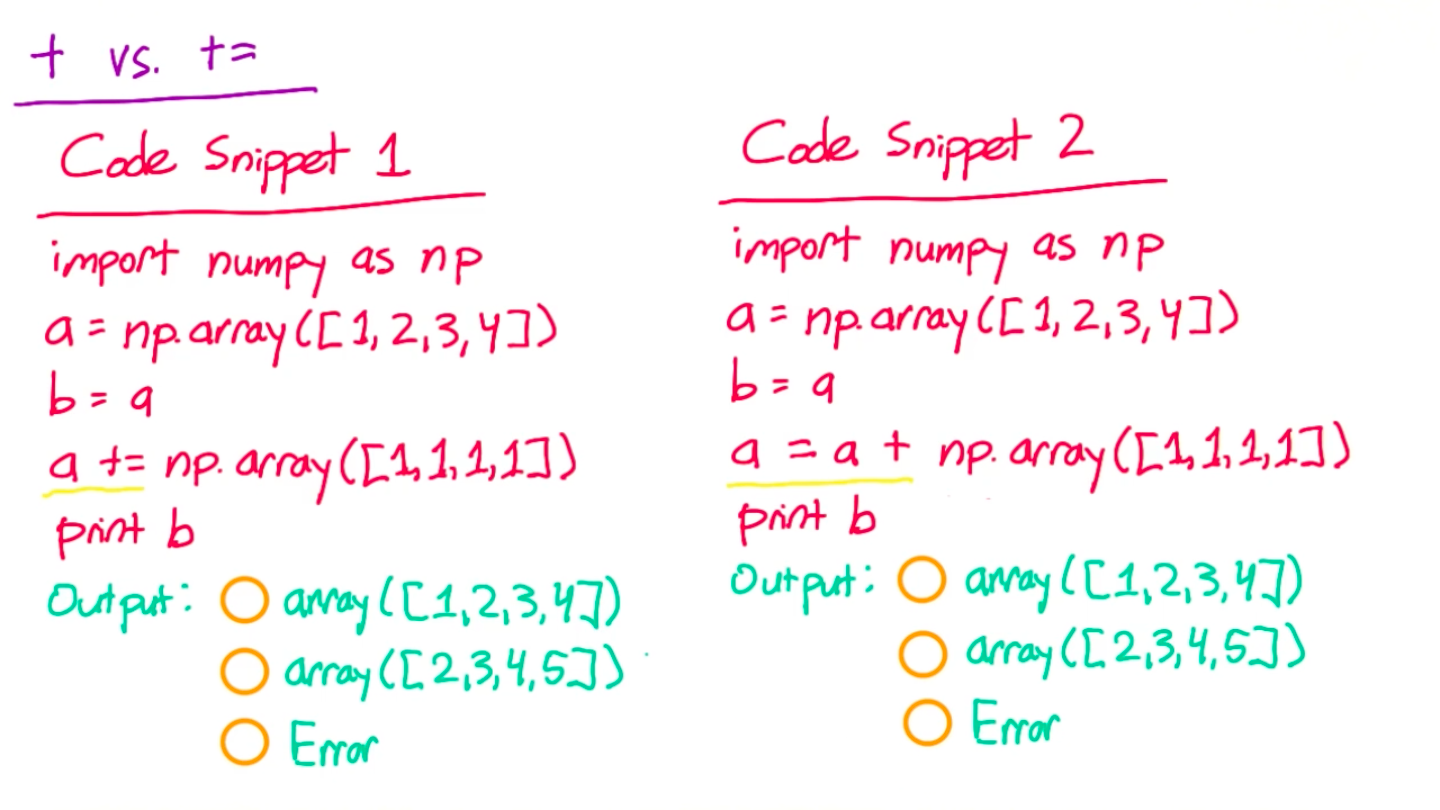 + vs. +=
Code Snippet 1
import numpy as np
a = np.array([1,2,3,4])
b = a
a += np.array([1,1,1,1])
print b
Output: array([1,2,3,4])
array([2,3,4,5])
Error
Code Snippet 2
import numpy as np
a = np.array([1,2,3,4])
b = a
a = a + np.array([1,1,1,1])
print b
Output: array([1,2,3,4])
array([2,3,4,5])
Error